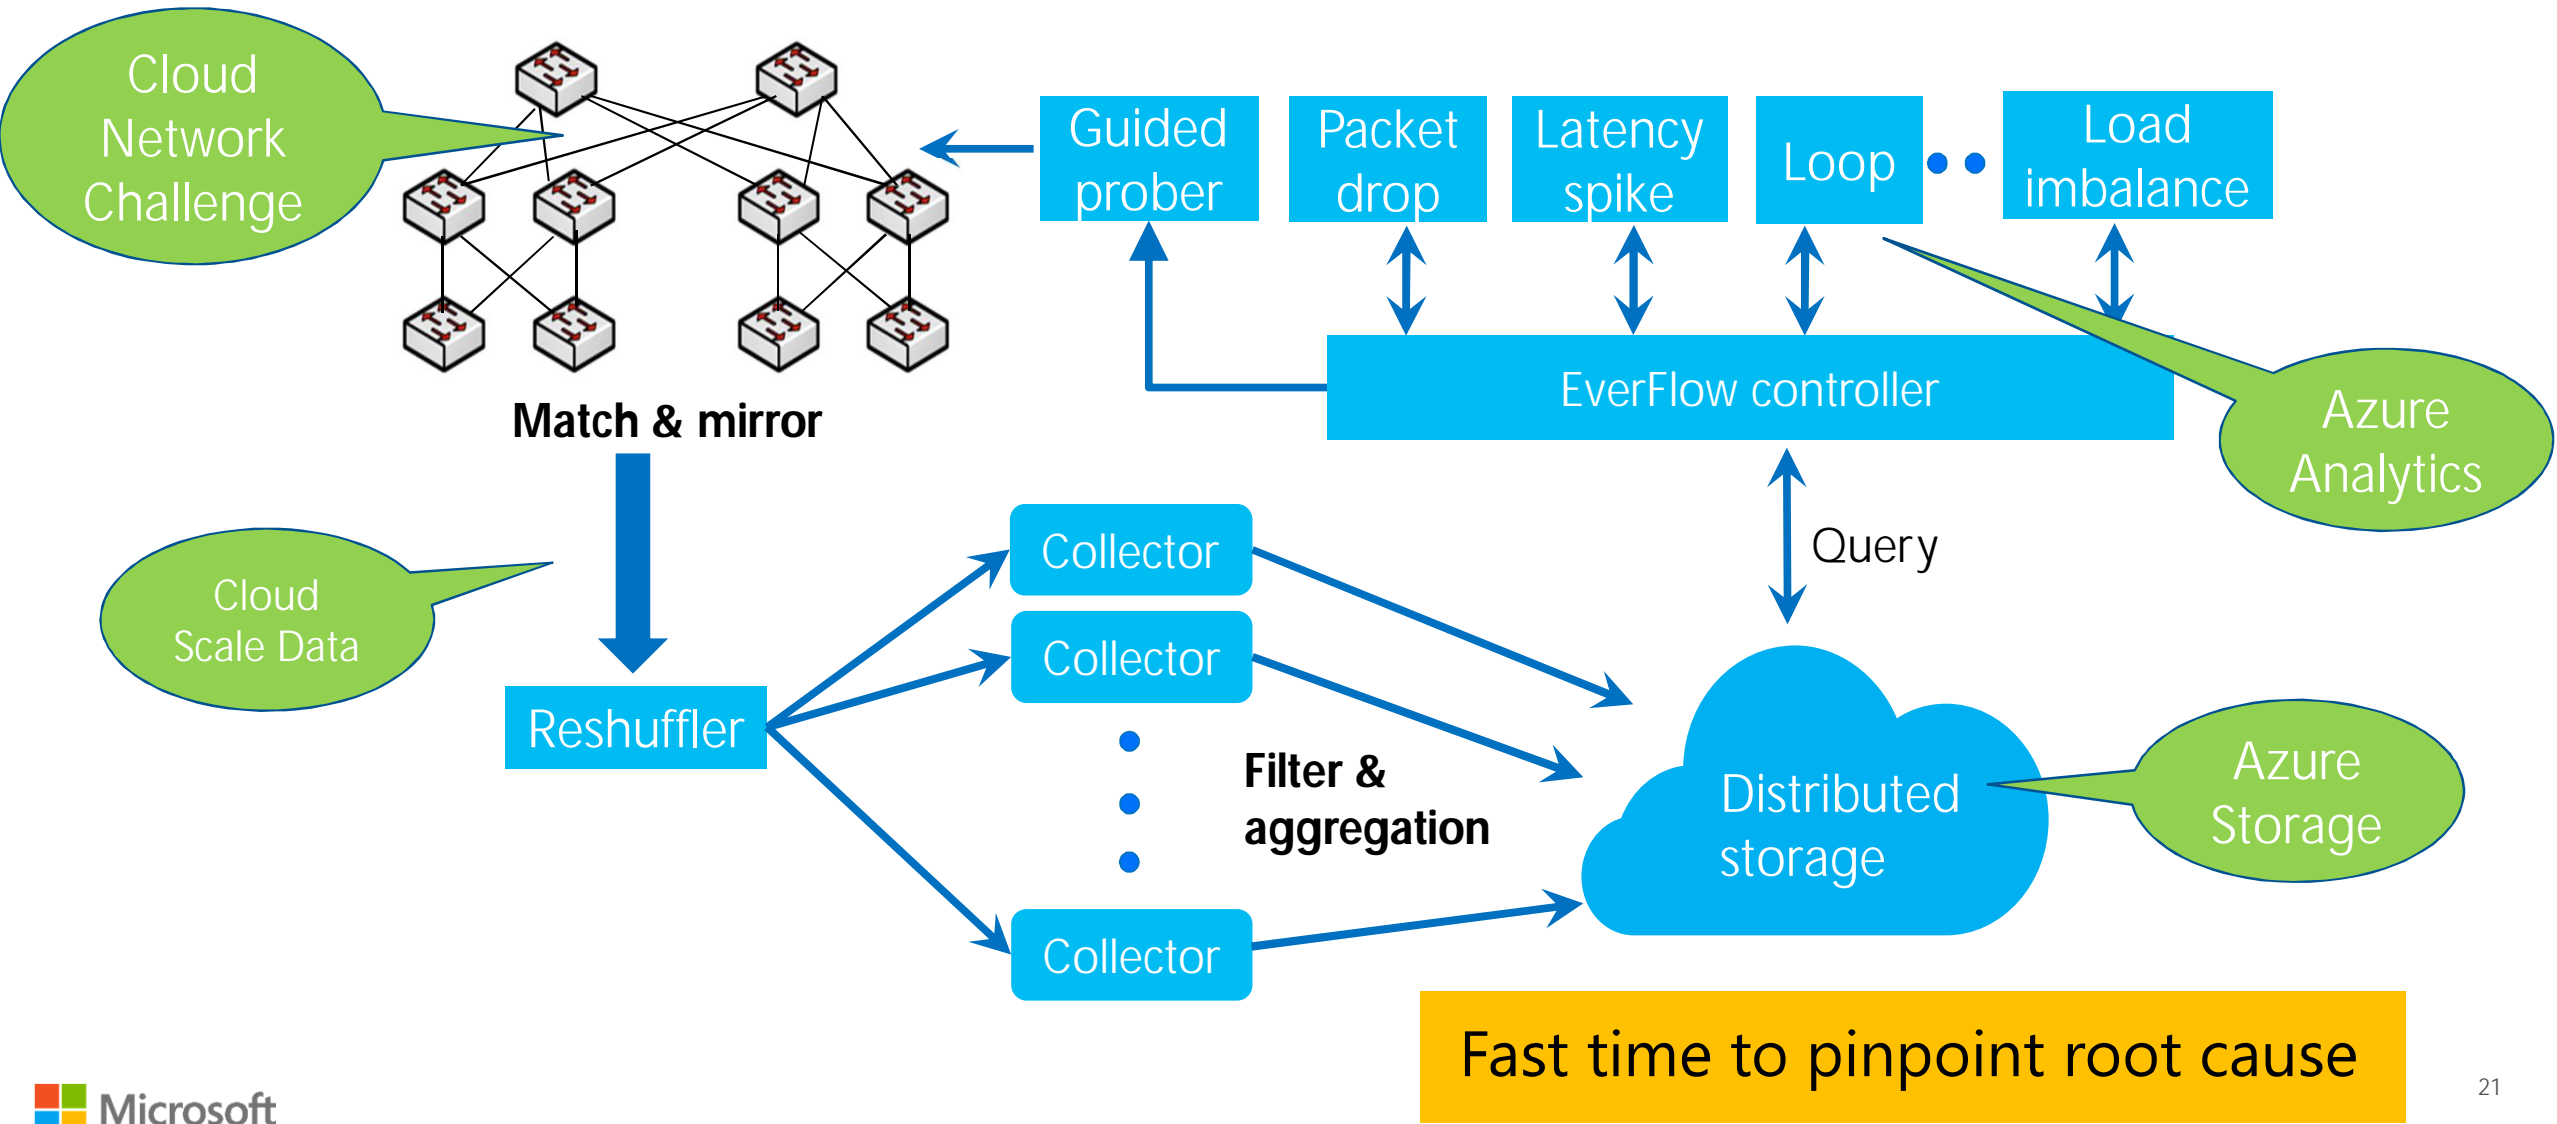 Cloud
Network
Challenge
Guided
prober
Packet
drop
Latency
spike
Loop
Load
imbalance
EverFlow controller
Azure
Analytics
Match & mirror
Query
Cloud
Scale Data
Reshuffler
Collector
Collector
Collector
Filter &
aggregation
Distributed
storage
Azure
Storage
Fast time to pinpoint root cause
Microsoft
21